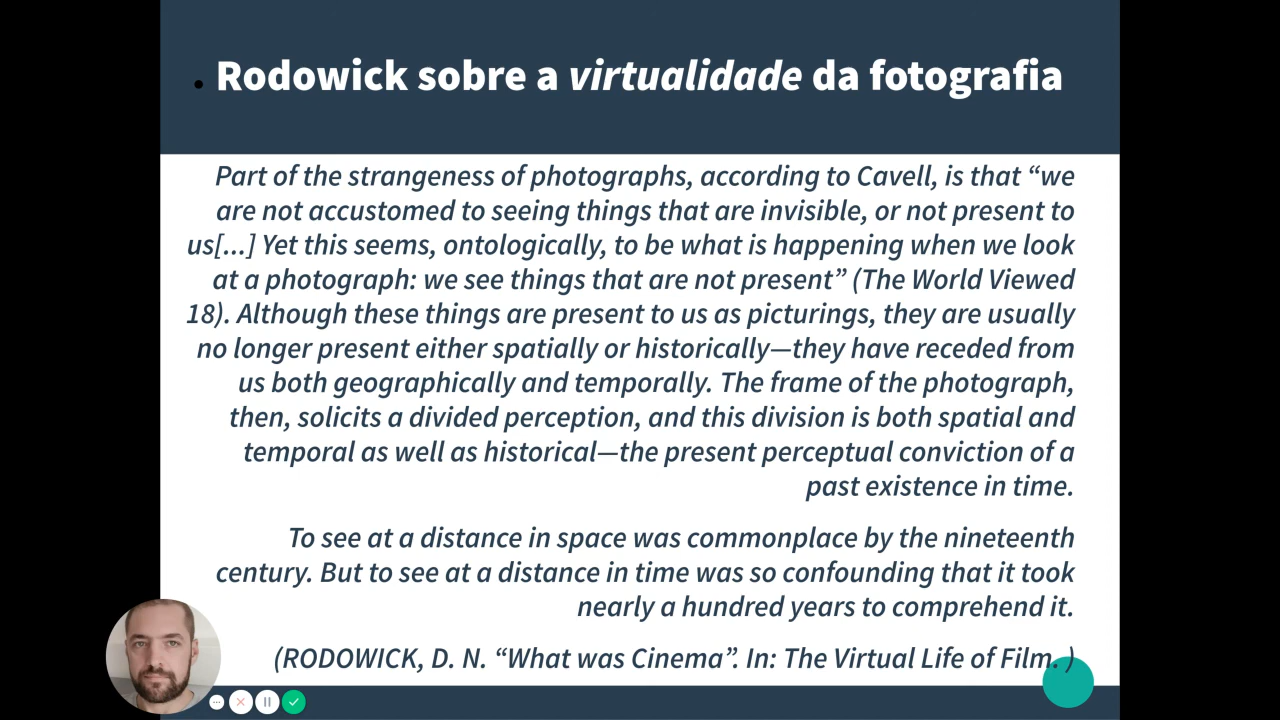 Rodowick sobre a virtualidade da fotografia
Part of the strangeness of photographs, according to Cavell, is that “we
are not accustomed to seeing things that are invisible, or not present to
us[...] Yet this seems, ontologically, to be what is happening when we look
at a photograph: we see things that are not present” (The World Viewed
18). Although these things are present to us as picturings, they are usually
no longer present either spatially or historically—they have receded from
us both geographically and temporally. The frame of the photograph,
then, solicits a divided perception, and this division is both spatial and
temporal as well as historical—the present perceptual conviction of a
past existence in time.
To see at a distance in space was commonplace by the nineteenth
century. But to see at a distance in time was so confounding that it took
nearly a hundred years to comprehend it.
(RODOWICK, D. N. “What was Cinema”. In: The Virtual Life of Film. )